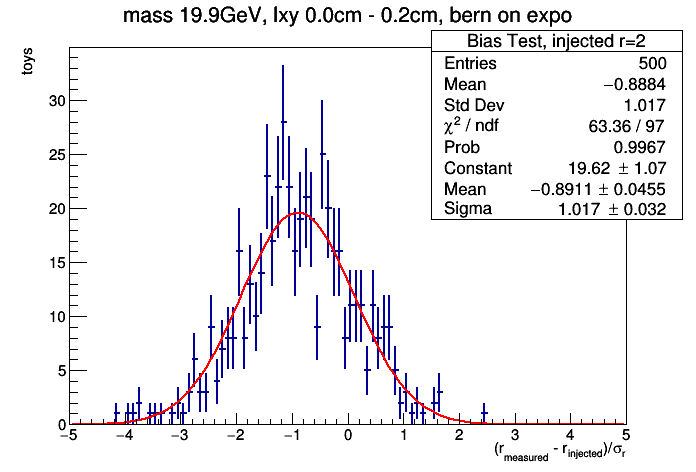 mass 19.9GeV, lxy 0.0cm - 0.2cm, bern on expo
Bias Test, injected r=2
Entries 500
Mean −0.8884
Std Dev 1.017
χ² / ndf 63.36 / 97
Prob 0.9967
Constant 19.62 ± 1.07
Mean −0.8911 ± 0.0455
Sigma 1.017 ± 0.032
toys
30
25
20
15
10
5
0
−5 −4 −3 −2 −1 0 1 2 3 4 5
(r_measured - r_injected)/σ_r